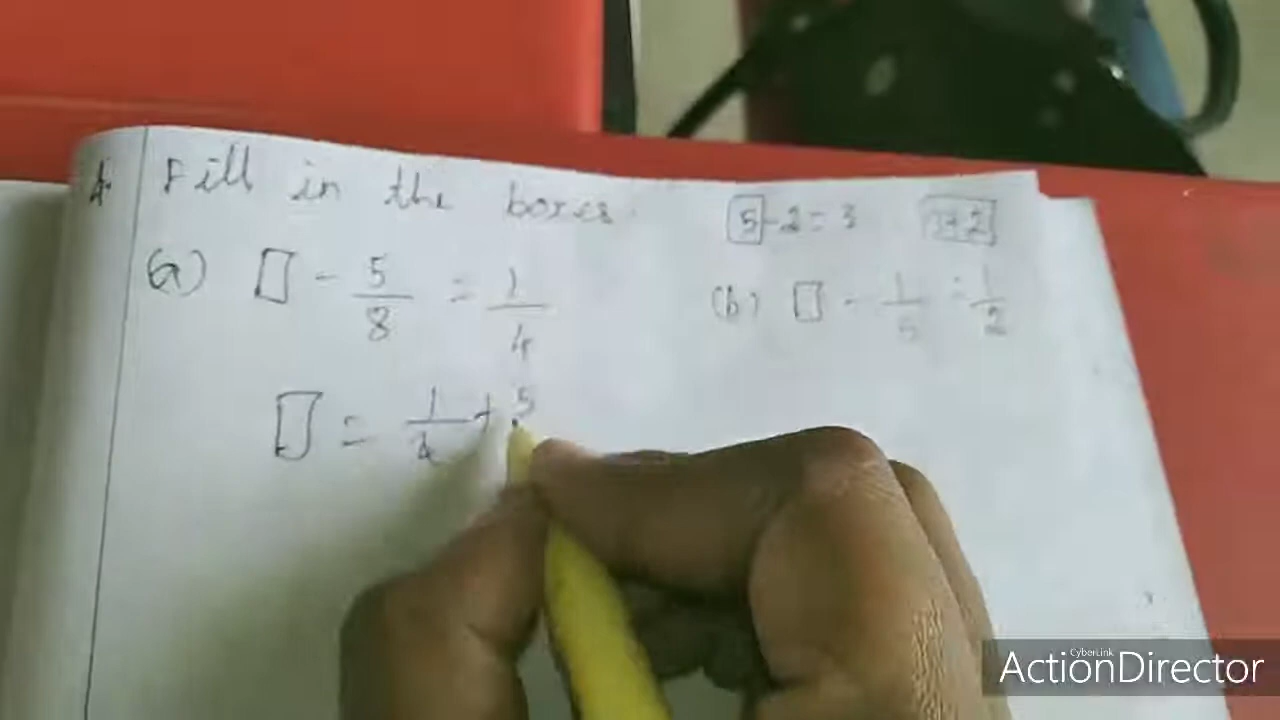 4. Fill in the boxes.
5 - 2 = 3 3+2
(a) □ - 5/8 = 1/4
(b) □ - 1/5 = 1/2
□ = 1/4 + 5
CyberLink
ActionDirector